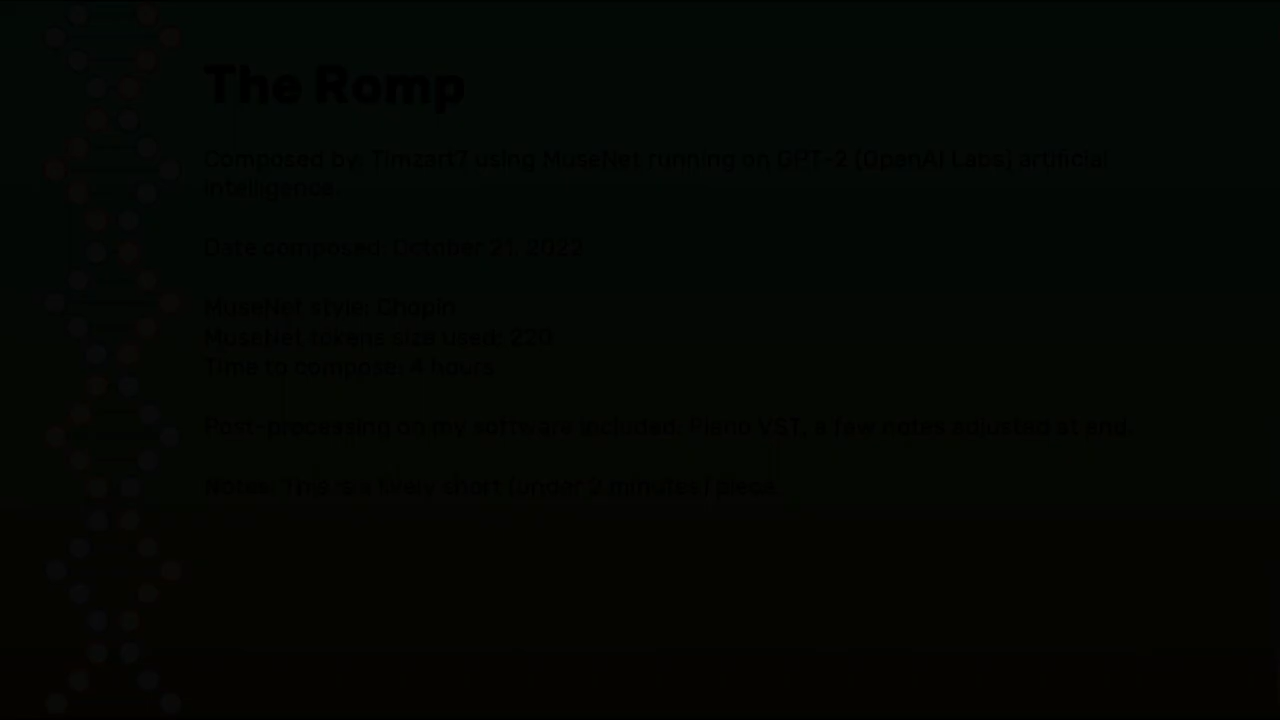 The Ramp
Composed by: Timzart7 using MuseNet running on GPT-2 (OpenAI Labs) artificial
intelligence
Date composed: October 21, 2022
MuseNet style: Chopin
MuseNet tokens size used: 220
Time to compose: 4 hours
Post-processing on my software included: Piano VST, a few notes adjusted at end.
Notes: This is a fairly short (under 2 minutes) piece